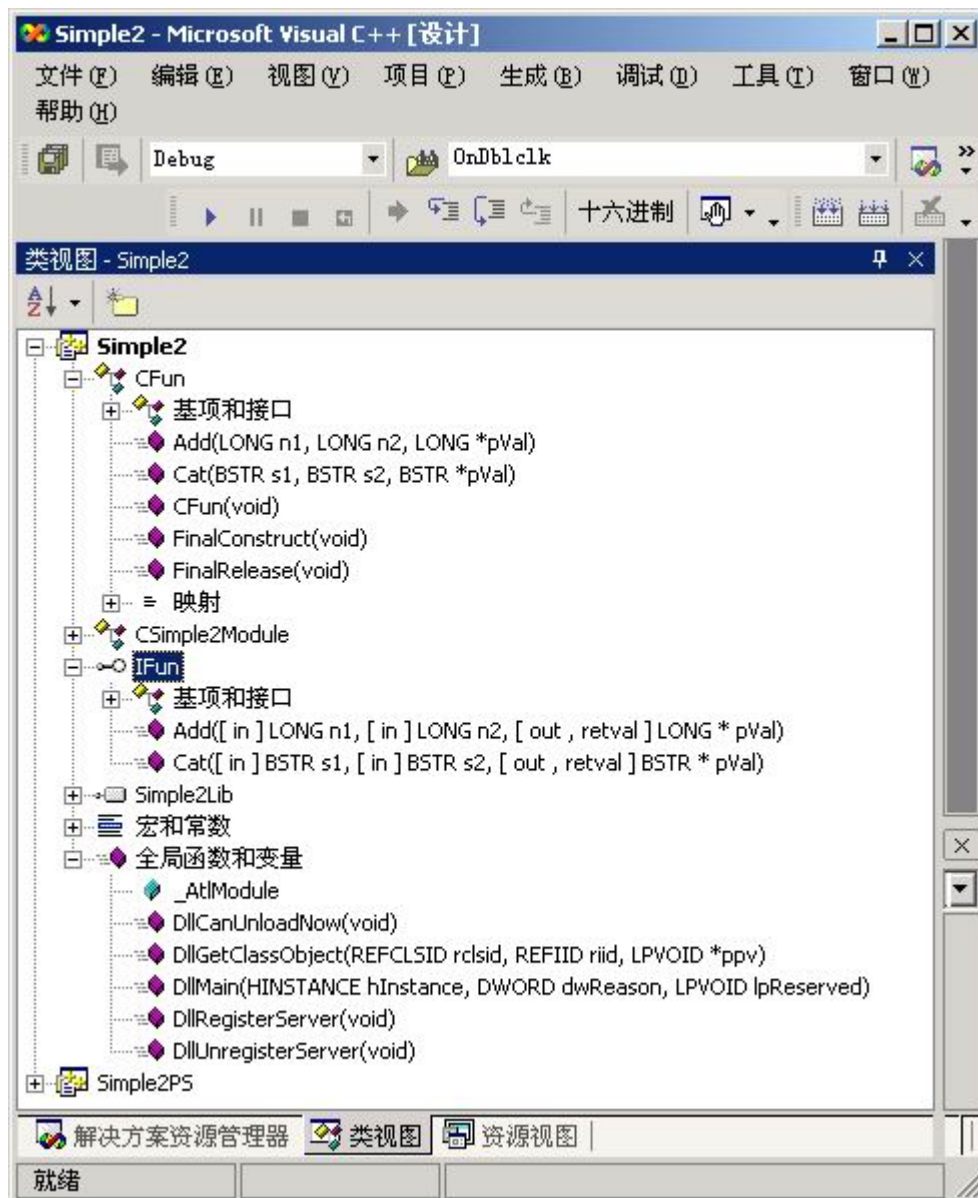 Simple2 - Microsoft Visual C++ [设计]
文件(F) 编辑(E) 视图(V) 项目(P) 生成(B) 调试(D) 工具(T) 窗口(W)
帮助(H)
Debug OnDblclk
十六进制
类视图 - Simple2
Simple2
CFun
基项和接口
Add(LONG n1, LONG n2, LONG *pVal)
Cat(BSTR s1, BSTR s2, BSTR *pVal)
CFun(void)
FinalConstruct(void)
FinalRelease(void)
映射
CSimple2Module
IFun
基项和接口
Add([ in ] LONG n1, [ in ] LONG n2, [ out , retval ] LONG * pVal)
Cat([ in ] BSTR s1, [ in ] BSTR s2, [ out , retval ] BSTR * pVal)
Simple2Lib
宏和常数
全局函数和变量
_AtlModule
DllCanUnloadNow(void)
DllGetClassObject(REFCLSID rclsid, REFIID riid, LPVOID *ppv)
DllMain(HINSTANCE hInstance, DWORD dwReason, LPVOID lpReserved)
DllRegisterServer(void)
DllUnregisterServer(void)
Simple2PS
解决方案资源管理器 类视图 资源视图
就绪